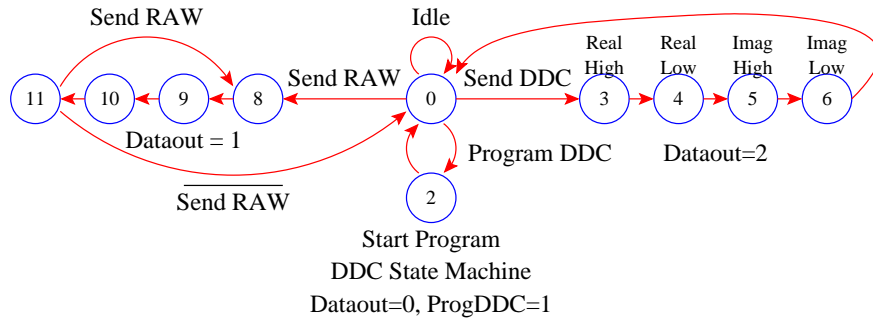 Send RAW
Idle
Real
High
Real
Low
Imag
High
Imag
Low
Send RAW
Send DDC
11
10
9
8
0
3
4
5
6
Dataout = 1
Program DDC
Dataout=2
Send RAW
2
Start Program
DDC State Machine
Dataout=0, ProgDDC=1